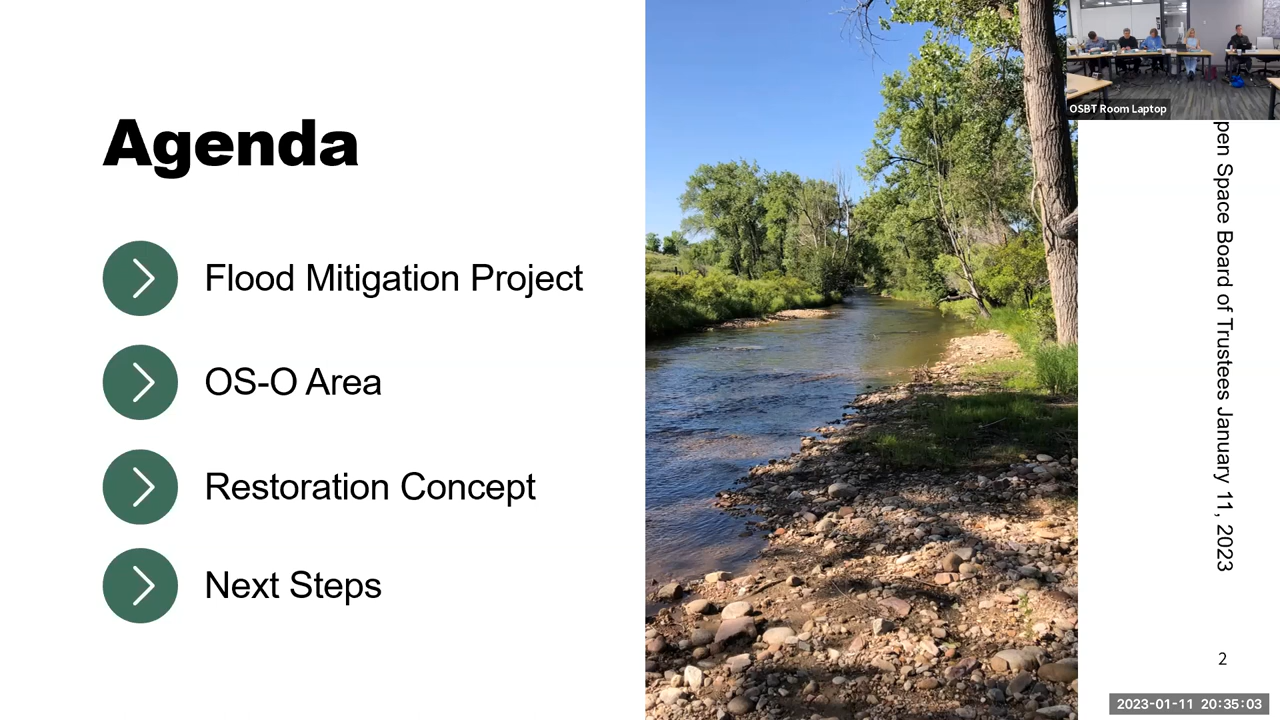 Agenda
Flood Mitigation Project
OS-O Area
Restoration Concept
Next Steps
OSBT Room Laptop
pen Space Board of Trustees January 11, 2023
2
2023-01-11 20:35:03